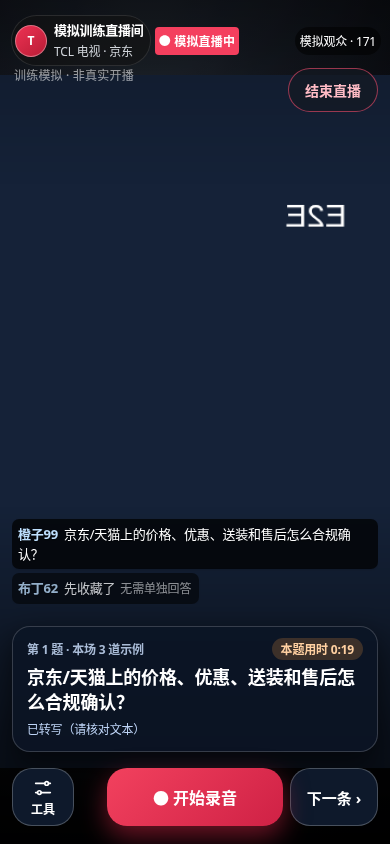 T
模拟训练直播间
TCL 电视 · 京东
模拟直播中
模拟观众 · 171
训练模拟 · 非真实开播
结束直播
E2E
橙子99 京东/天猫上的价格、优惠、送装和售后怎么合规确
认？
布丁62 先收藏了 无需单独回答
第 1 题 · 本场 3 道示例
本题用时 0:19
京东/天猫上的价格、优惠、送装和售后怎
么合规确认？
已转写（请核对文本）
工具
开始录音
下一条 ›